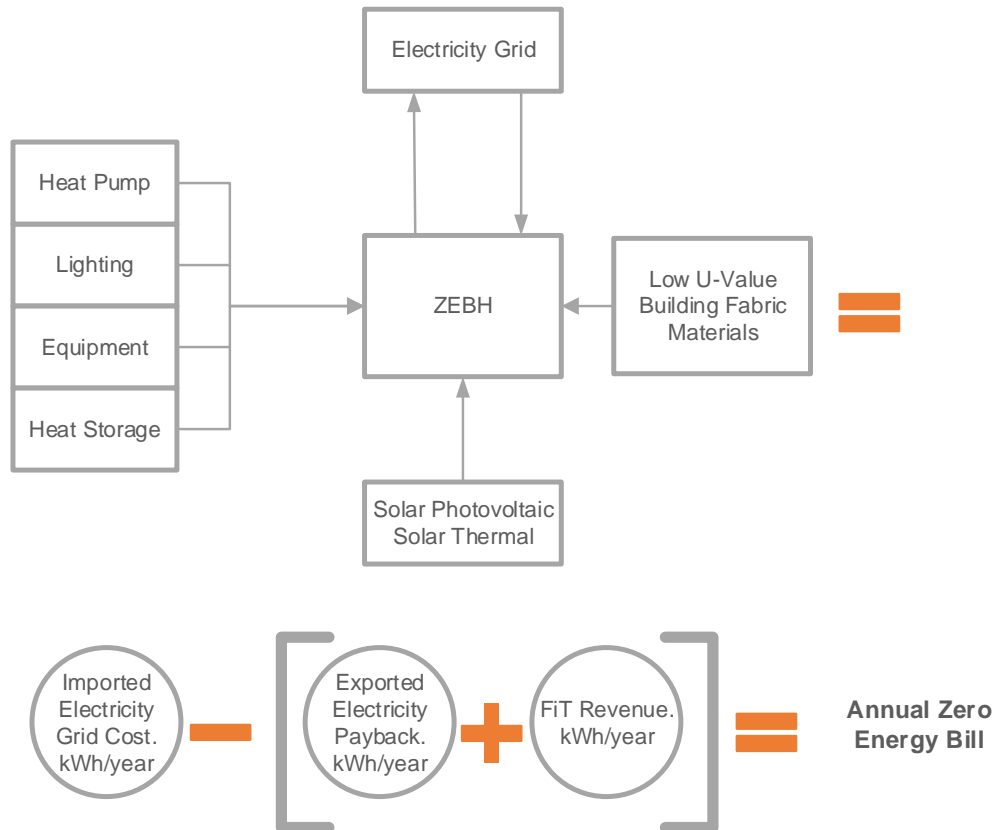 Electricity Grid
Heat Pump
Lighting
Equipment
Heat Storage
ZEBH
Low U-Value
Building Fabric
Materials
=
Solar Photovoltaic
Solar Thermal
Imported
Electricity
Grid Cost.
kWh/year
−
[
Exported
Electricity
Payback.
kWh/year
+
FiT Revenue.
kWh/year
]
=
Annual Zero
Energy Bill